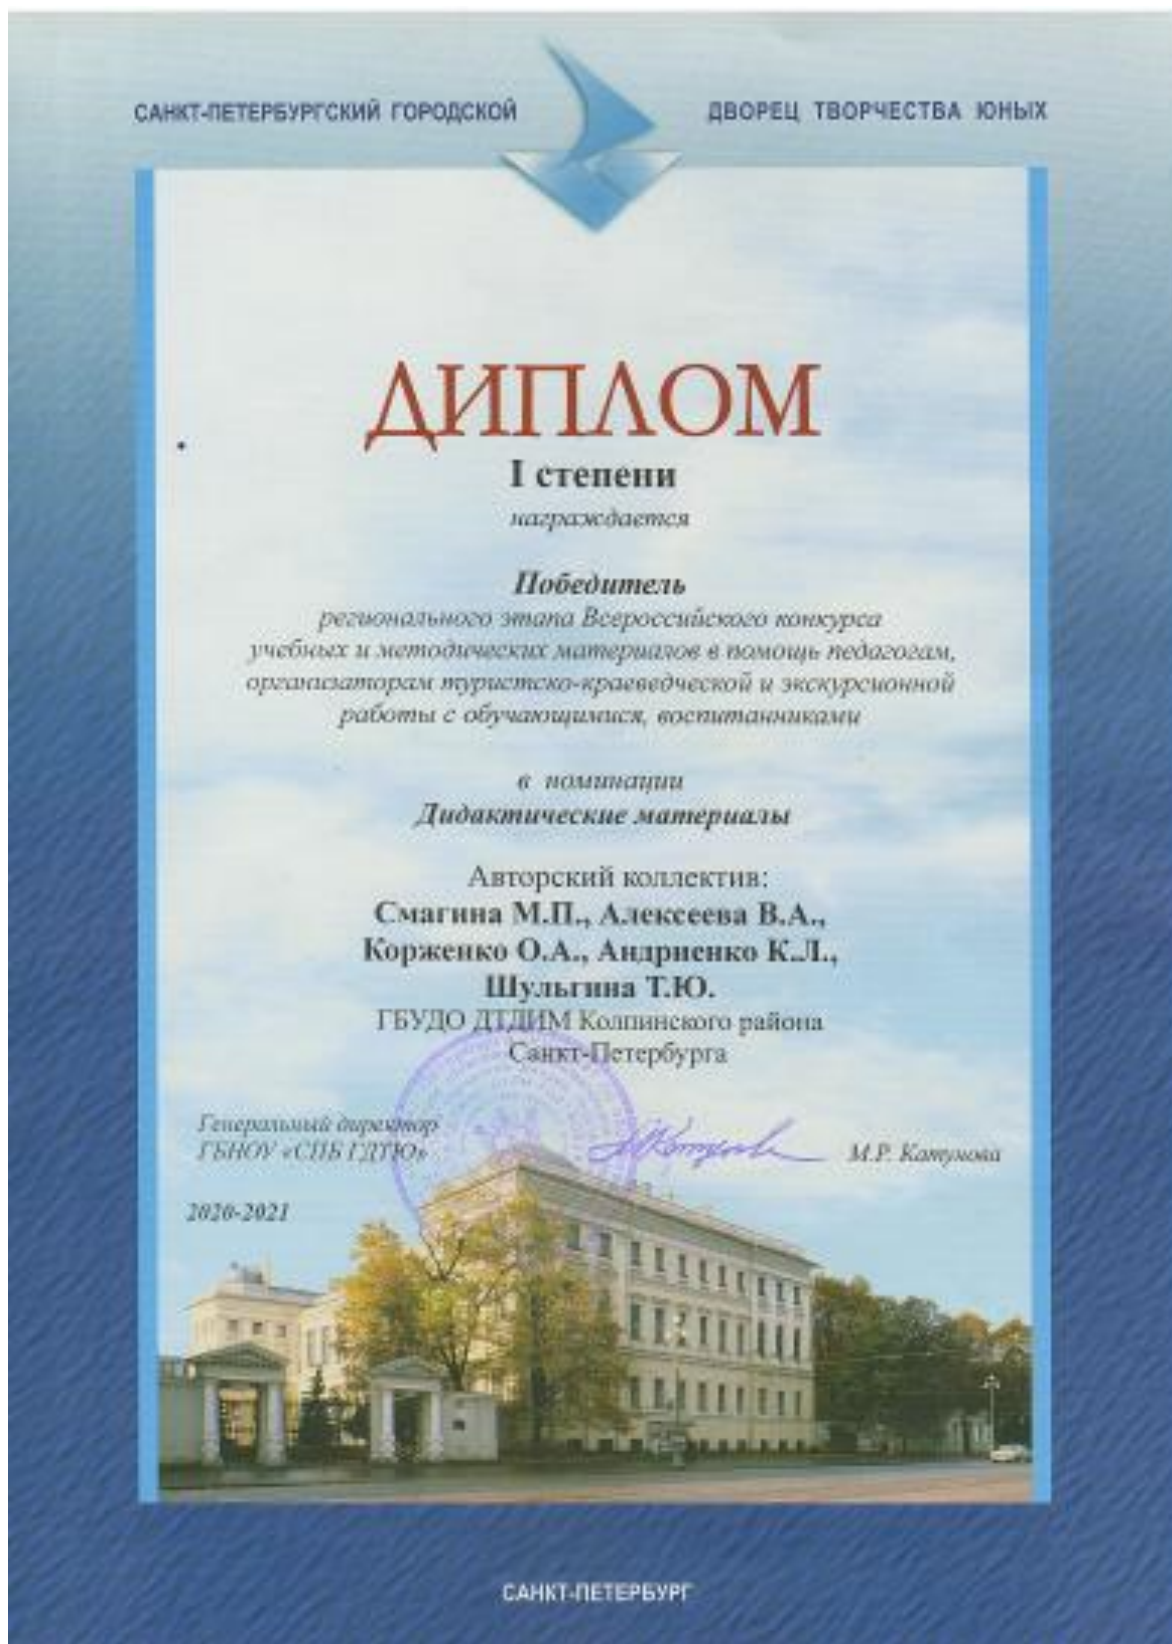 САНКТ-ПЕТЕРБУРГСКИЙ ГОРОДСКОЙ ДВОРЕЦ ТВОРЧЕСТВА ЮНЫХ
ДИПЛОМ
I степени
награждается
Победитель
регионального этапа Всероссийского конкурса
учебных и методических материалов в помощь педагогам,
организаторам туристско-краеведческой и экскурсионной
работы с обучающимися, воспитанниками
в номинации
Дидактические материалы
Авторский коллектив:
Смагина М.П., Алексеева В.А.,
Корженко О.А., Андриенко К.Л.,
Шульгина Т.Ю.
ГБУДО ДТДИМ Колпинского района
Санкт-Петербурга
Генеральный директор
ГБНОУ «СПБ ГДТЮ» М.Р. Катунова
2020-2021
САНКТ-ПЕТЕРБУРГ